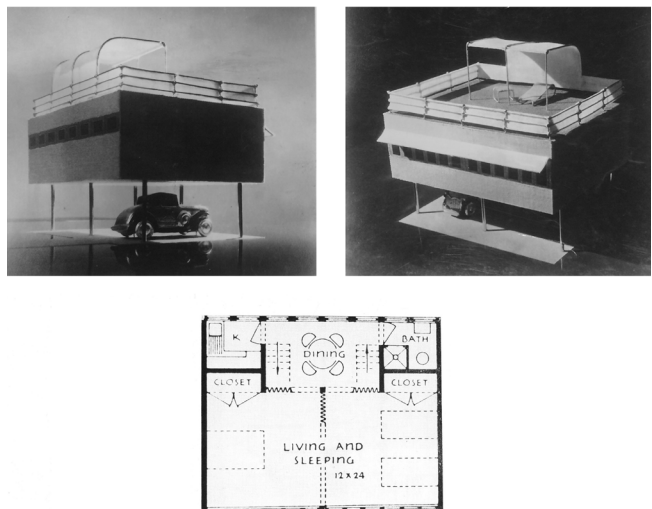 K
BATH
DINING
CLOSET
CLOSET
LIVING AND
SLEEPING
12 x 24